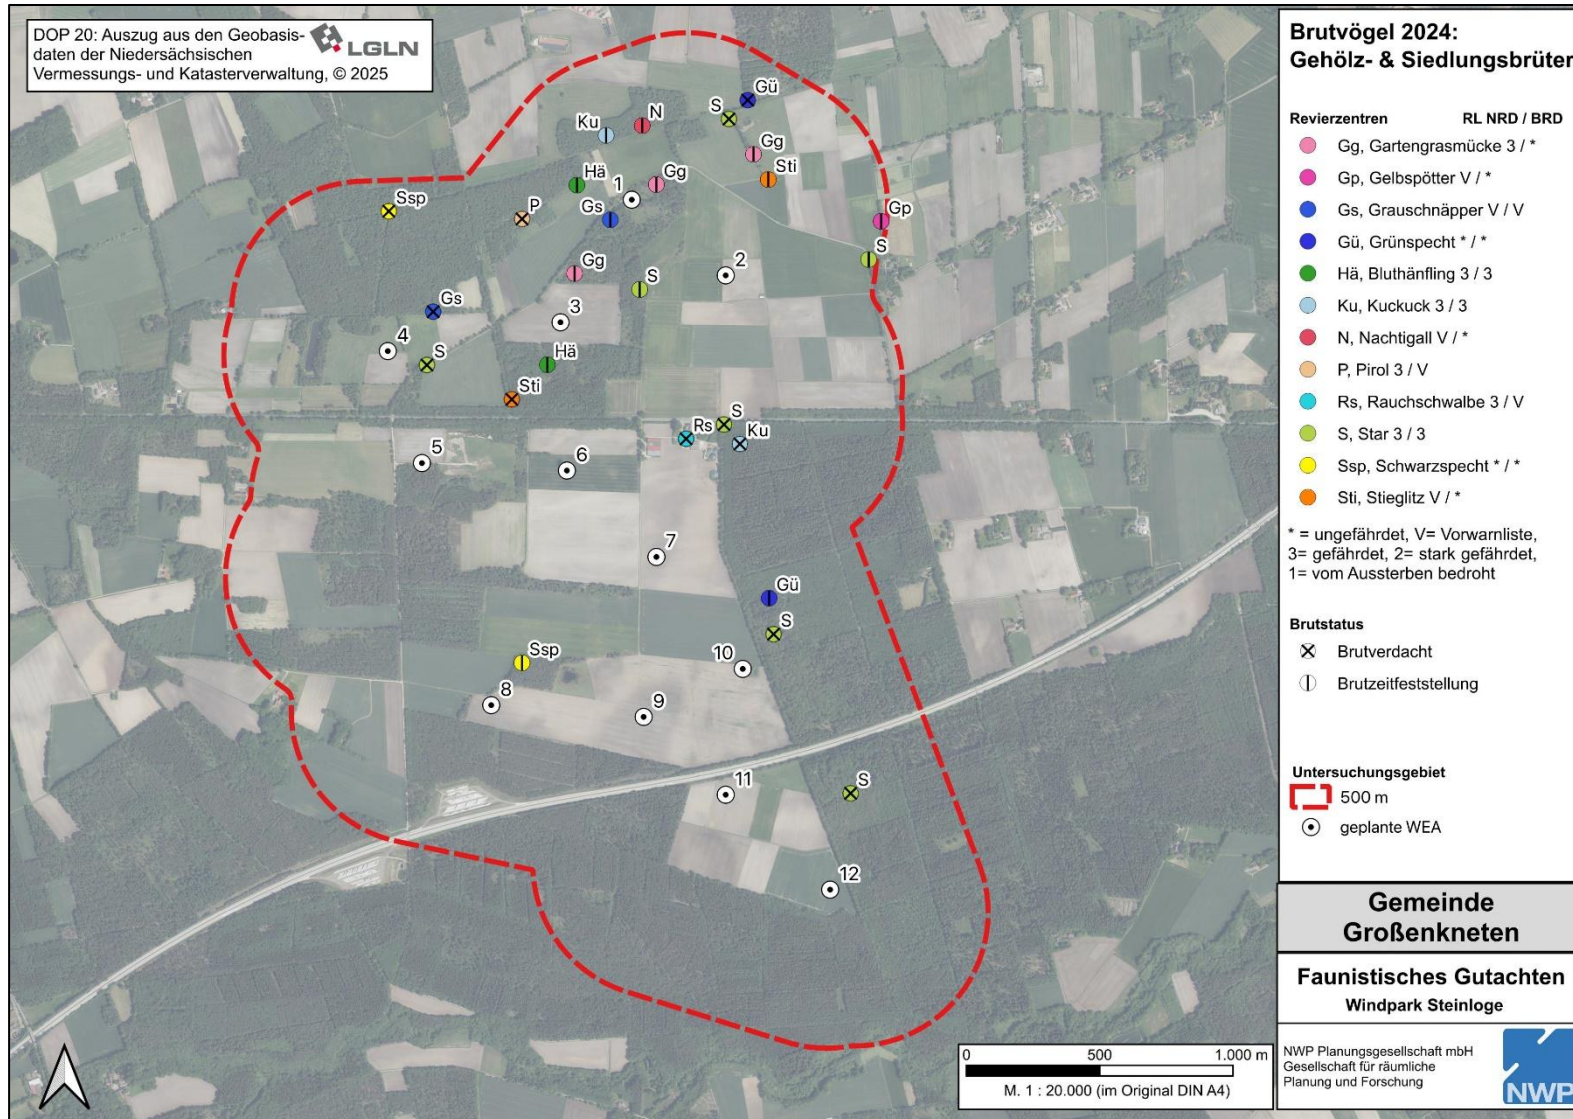 DOP 20: Auszug aus den Geobasis-
daten der Niedersächsischen
Vermessungs- und Katasterverwaltung, © 2025
LGLN
Gü
S
N
Ku
Gg
Sti
Hä
1
Gg
Ssp
P
Gs
Gp
S
2
Gg
S
3
Gs
4
S
Hä
Sti
S
Rs
Ku
5
6
7
Gü
S
Ssp
10
8
9
11
S
12
0 500 1.000 m
M. 1 : 20.000 (im Original DIN A4)
Brutvögel 2024:
Gehölz- & Siedlungsbrüter
Revierzentren RL NRD / BRD
Gg, Gartengrasmücke 3 / *
Gp, Gelbspötter V / *
Gs, Grauschnäpper V / V
Gü, Grünspecht * / *
Hä, Bluthänfling 3 / 3
Ku, Kuckuck 3 / 3
N, Nachtigall V / *
P, Pirol 3 / V
Rs, Rauchschwalbe 3 / V
S, Star 3 / 3
Ssp, Schwarzspecht * / *
Sti, Stieglitz V / *
* = ungefährdet, V= Vorwarnliste,
3= gefährdet, 2= stark gefährdet,
1= vom Aussterben bedroht
Brutstatus
Brutverdacht
Brutzeitfeststellung
Untersuchungsgebiet
500 m
geplante WEA
Gemeinde
Großenkneten
Faunistisches Gutachten
Windpark Steinloge
NWP Planungsgesellschaft mbH
Gesellschaft für räumliche
Planung und Forschung
NWP